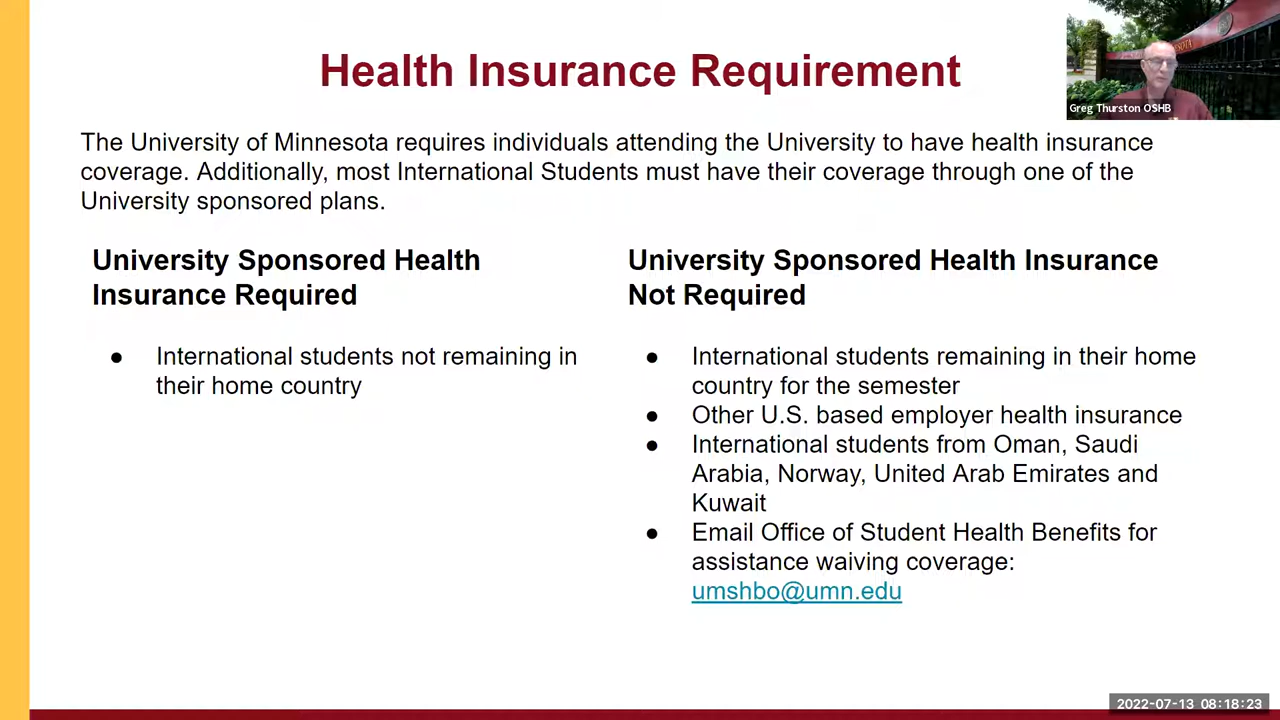 Health Insurance Requirement
Greg Thurston OSHB
The University of Minnesota requires individuals attending the University to have health insurance
coverage. Additionally, most International Students must have their coverage through one of the
University sponsored plans.
University Sponsored Health
Insurance Required
● International students not remaining in
their home country
University Sponsored Health Insurance
Not Required
● International students remaining in their home
country for the semester
● Other U.S. based employer health insurance
● International students from Oman, Saudi
Arabia, Norway, United Arab Emirates and
Kuwait
● Email Office of Student Health Benefits for
assistance waiving coverage:
umshbo@umn.edu
2022-07-13 08:18:23